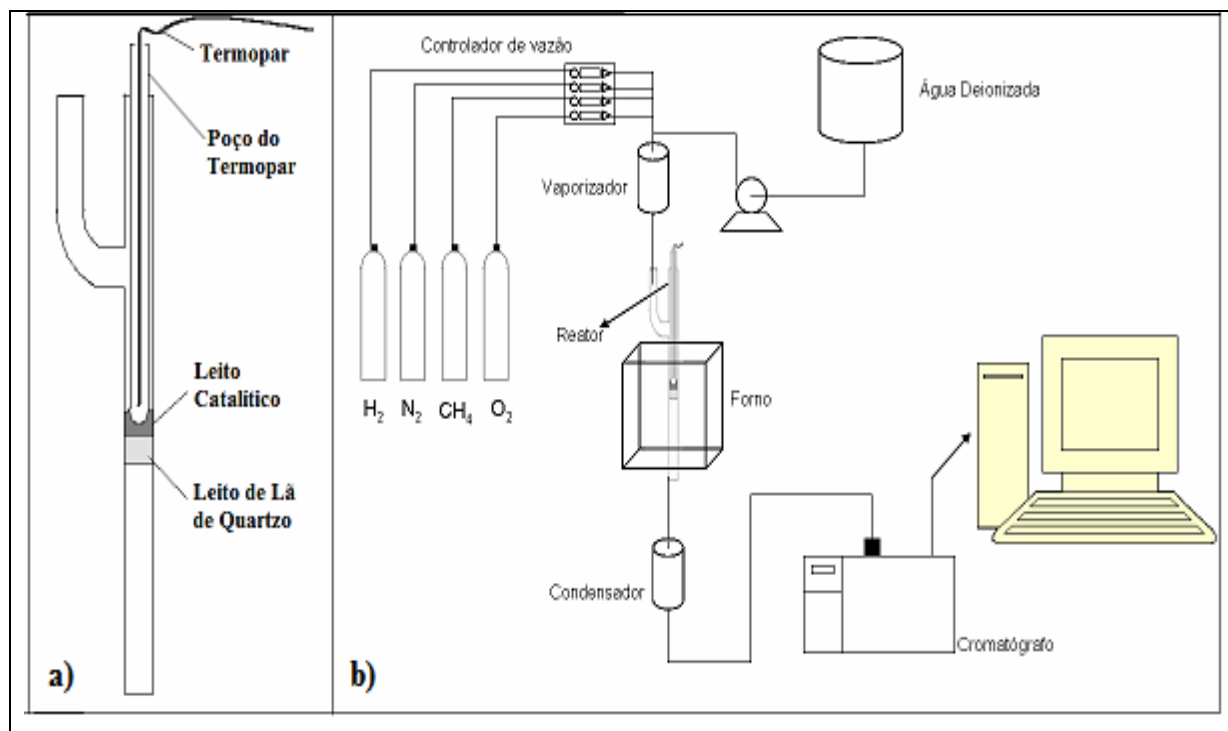 Termopar
Poço do
Termopar
Leito
Catalítico
Leito de Lã
de Quartzo
a)
Controlador de vazão
Água Deionizada
Vaporizador
Reator
Forno
H₂ N₂ CH₄ O₂
Condensador
Cromatógrafo
b)